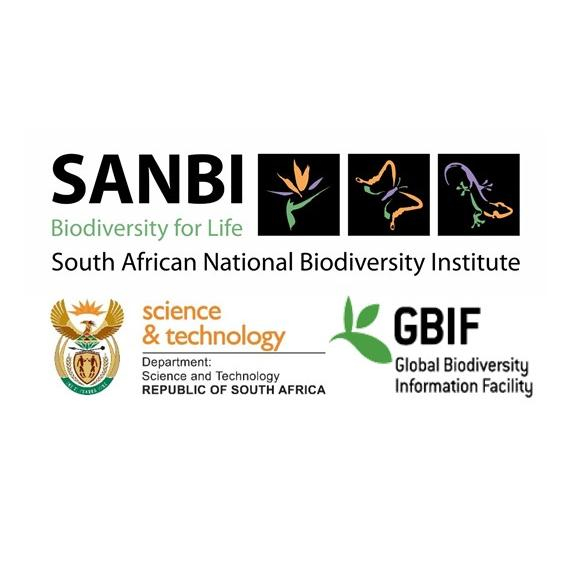 SANBI
Biodiversity for Life
South African National Biodiversity Institute
science
& technology
Department:
Science and Technology
REPUBLIC OF SOUTH AFRICA
GBIF
Global Biodiversity
Information Facility